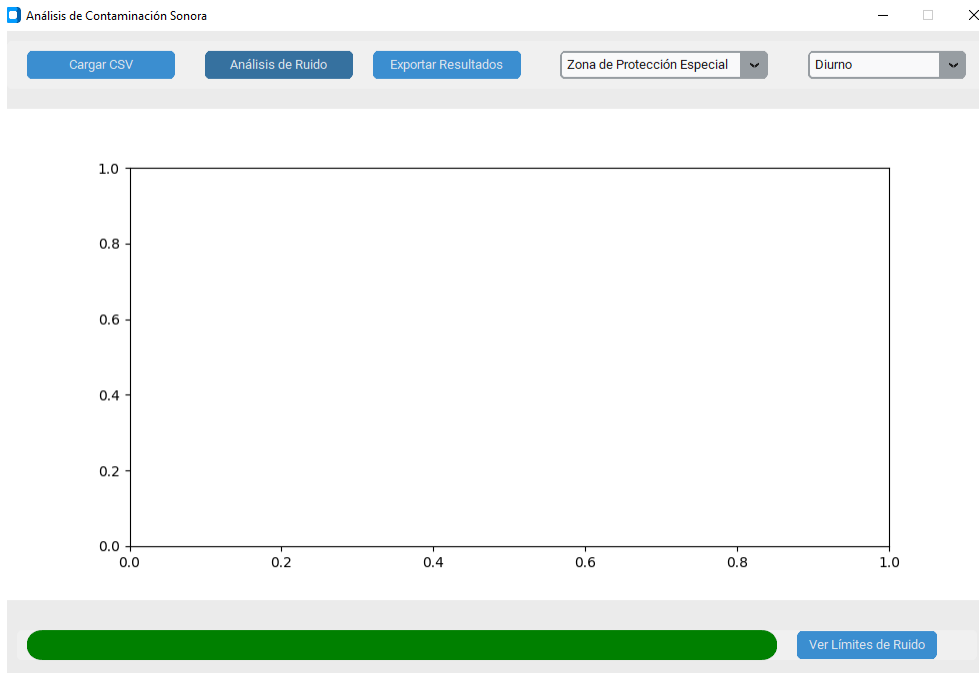 Análisis de Contaminación Sonora
Cargar CSV
Análisis de Ruido
Exportar Resultados
Zona de Protección Especial
Diurno
1.0
0.8
0.6
0.4
0.2
0.0
0.0 0.2 0.4 0.6 0.8 1.0
Ver Límites de Ruido